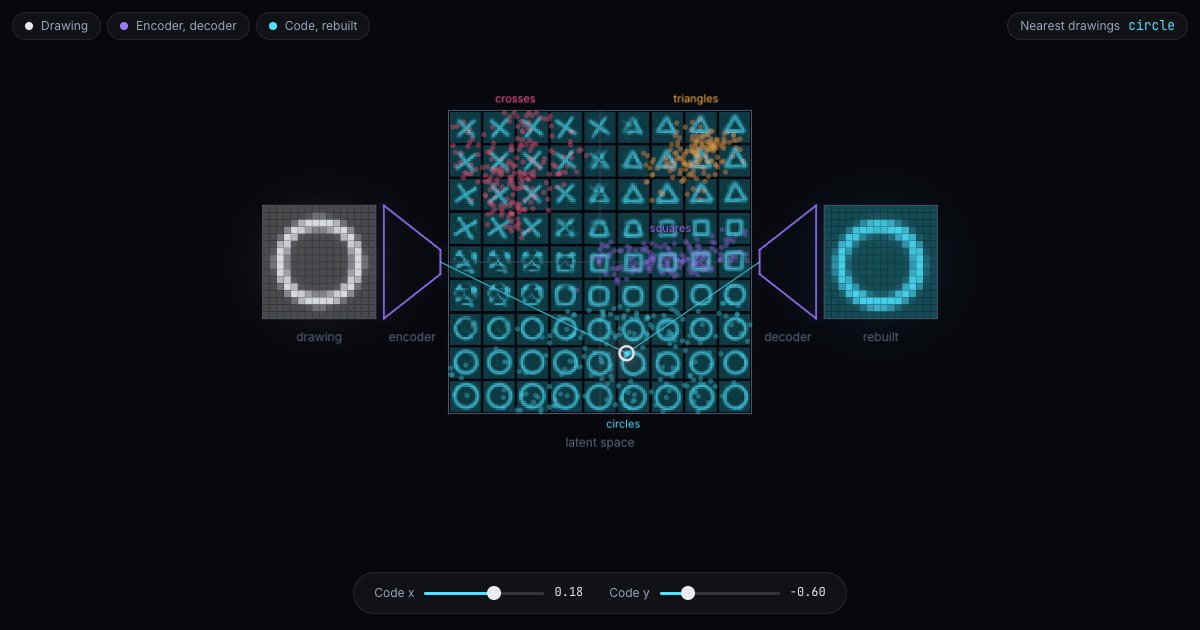 Drawing
Encoder, decoder
Code, rebuilt
Nearest drawings circle
crosses
triangles
squares
drawing
encoder
decoder
rebuilt
circles
latent space
Code x 0.18
Code y -0.60